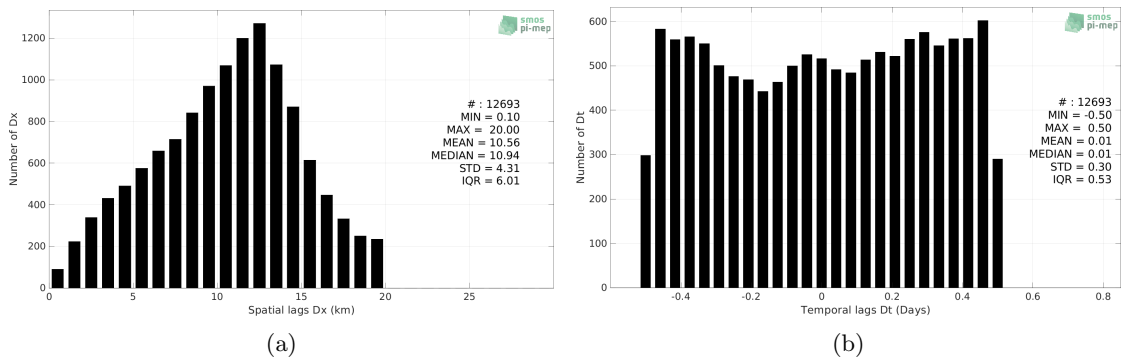 1200
1000
800
600
400
200
0
Number of Dx
0
5
10
15
20
25
Spatial lags Dx (km)
smos
pi-mep
# : 12693
MIN = 0.10
MAX = 20.00
MEAN = 10.56
MEDIAN = 10.94
STD = 4.31
IQR = 6.01
(a)
600
500
400
300
200
100
0
Number of Dt
-0.4
-0.2
0
0.2
0.4
0.6
0.8
Temporal lags Dt (Days)
smos
pi-mep
# : 12693
MIN = -0.50
MAX = 0.50
MEAN = 0.01
MEDIAN = 0.01
STD = 0.30
IQR = 0.53
(b)